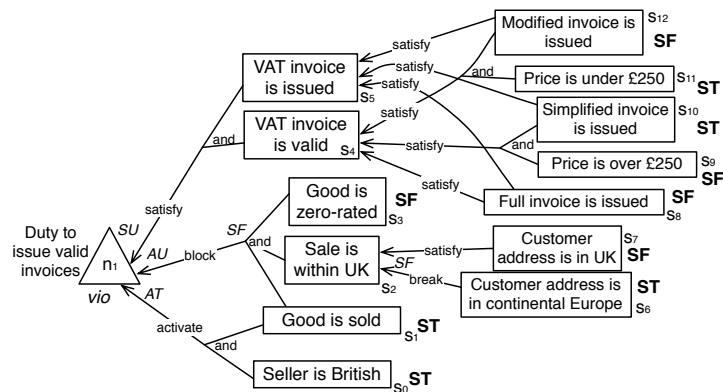 Modified invoice is
issued
S12
SF
satisfy
VAT invoice
is issued
S5
satisfy
satisfy
and
Price is under £250
S11
ST
Simplified invoice
is issued
S10
ST
satisfy
and
VAT invoice
is valid
S4
satisfy
and
Price is over £250
S9
SF
satisfy
Good is
zero-rated
S3
SF
satisfy
Full invoice is issued
SF
S8
Duty to
issue valid
invoices
SU
AU
n1
vio
AT
block
SF
and
Sale is
within UK
S2
satisfy
SF
break
Customer
address is in UK
S7
SF
Customer address is
in continental Europe
ST
S6
activate
and
Good is sold
S1
ST
Seller is British
S0
ST